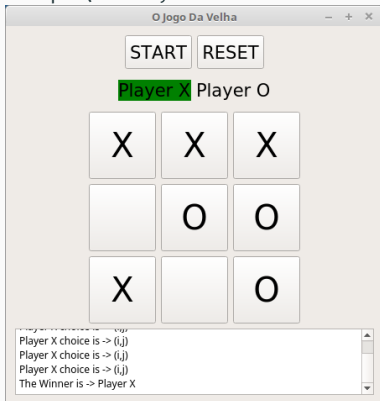 O Jogo Da Velha
START RESET
Player X Player O
X X X
O O
X O
Player X choice is -> (i,j)
Player X choice is -> (i,j)
Player X choice is -> (i,j)
Player X choice is -> (i,j)
The Winner is -> Player X